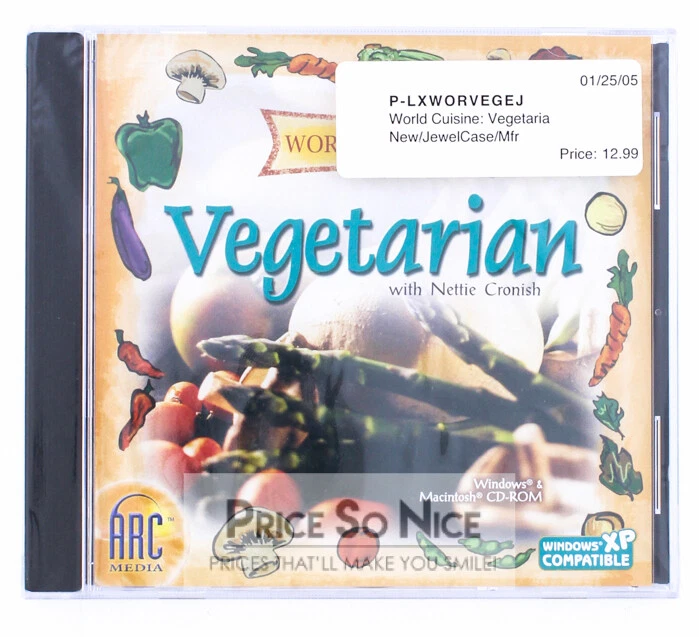 01/25/05
P-LXWORVEGEJ
World Cuisine: Vegetaria
New/JewelCase/Mfr
Price: 12.99
WOR
Vegetarian
with Nettie Cronish
Windows® &
Macintosh® CD-ROM
PRICE SO NICE
PRICES THAT'LL MAKE YOU SMILE!
ARC™
MEDIA
WINDOWS® XP
COMPATIBLE